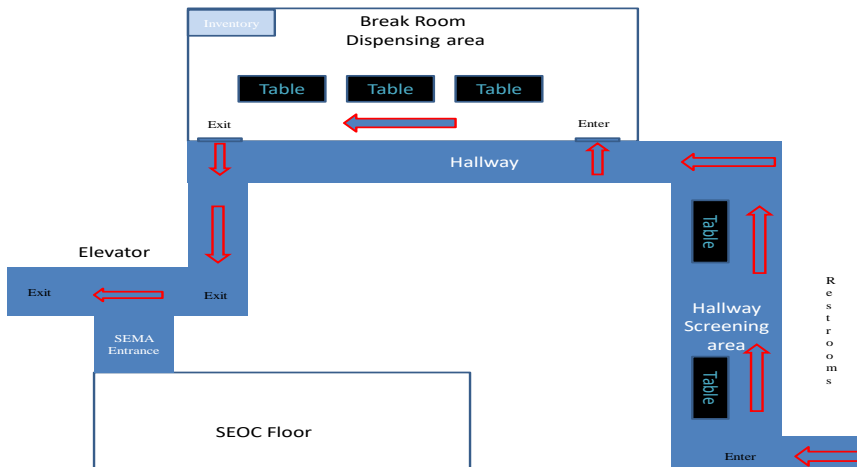 Inventory
Break Room
Dispensing area
Table
Table
Table
Exit
Enter
Hallway
Table
Elevator
Exit
Exit
Hallway
Screening
area
Restrooms
SEMA
Entrance
Table
SEOC Floor
Enter